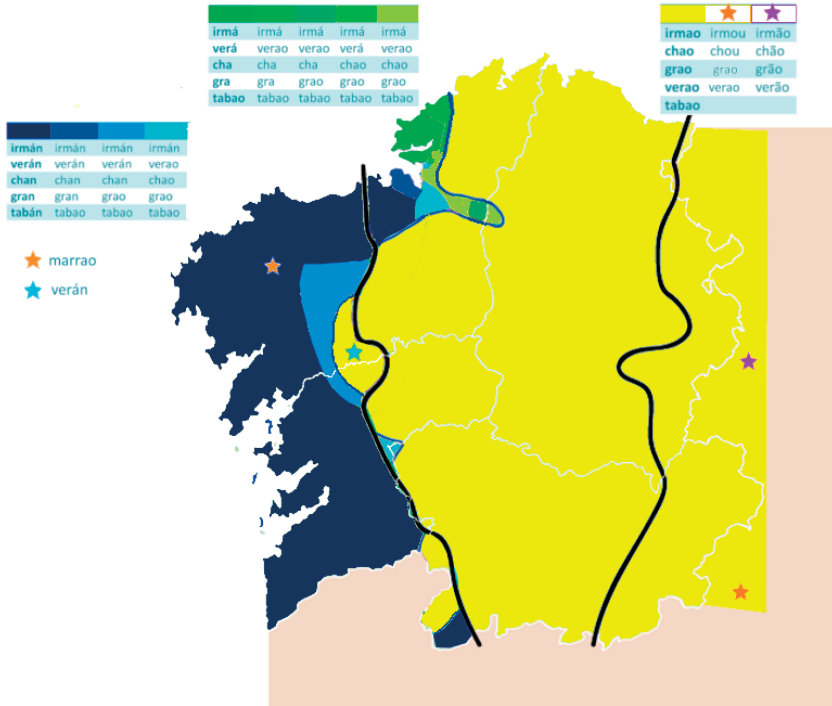 irmá irmá irmá irmá irmá
verá verao verao verá verao
cha cha cha chao chao
gra gra grao grao grao
tabao tabao tabao tabao tabao
irmao irmou irmão
chao chou chão
grao grao grão
verao verao verão
tabao
irmán irmán irmán irmán
verán verán verán verao
chan chan chan chao
gran gran grao grao
tabán tabao tabao tabao
marrao
verán